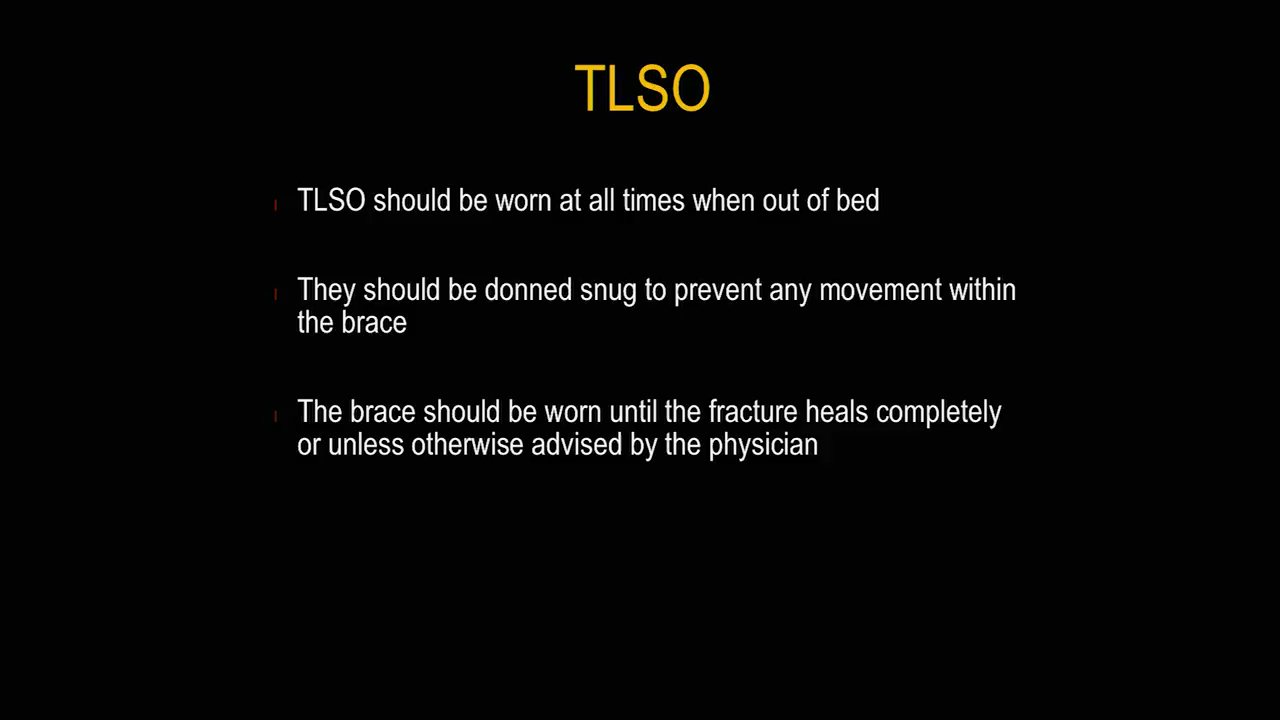 TLSO
TLSO should be worn at all times when out of bed
They should be donned snug to prevent any movement within
the brace
The brace should be worn until the fracture heals completely
or unless otherwise advised by the physician